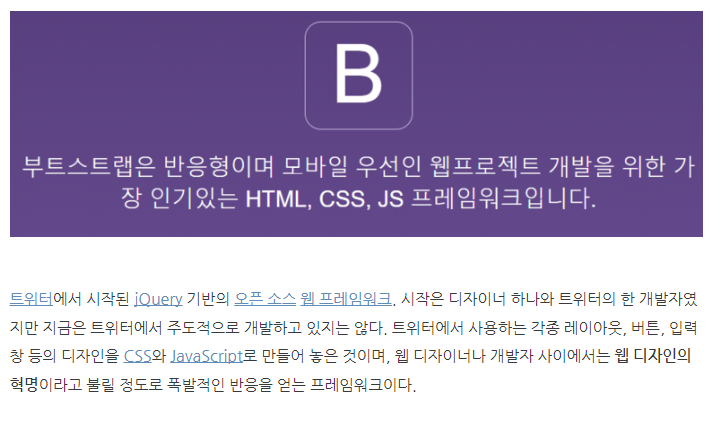 B
부트스트랩은 반응형이며 모바일 우선인 웹프로젝트 개발을 위한 가
장 인기있는 HTML, CSS, JS 프레임워크입니다.
트위터에서 시작된 jQuery 기반의 오픈 소스 웹 프레임워크. 시작은 디자이너 하나와 트위터의 한 개발자였
지만 지금은 트위터에서 주도적으로 개발하고 있지는 않다. 트위터에서 사용하는 각종 레이아웃, 버튼, 입력
창 등의 디자인을 CSS와 JavaScript로 만들어 놓은 것이며, 웹 디자이너나 개발자 사이에서는 웹 디자인의
혁명이라고 불릴 정도로 폭발적인 반응을 얻는 프레임워크이다.